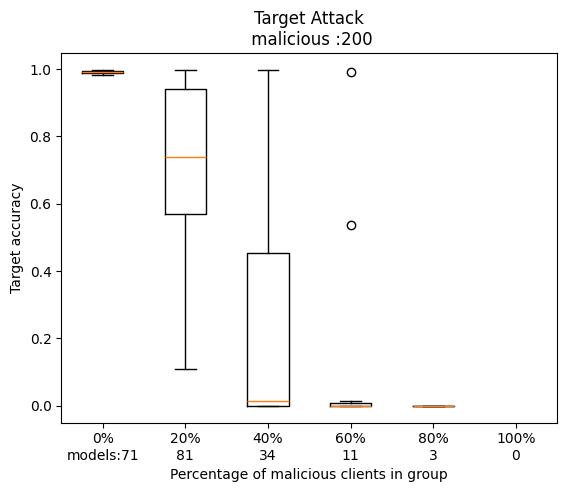 Target Attack
malicious :200
Target accuracy
1.0
0.8
0.6
0.4
0.2
0.0
0% 20% 40% 60% 80% 100%
models:71 81 34 11 3 0
Percentage of malicious clients in group